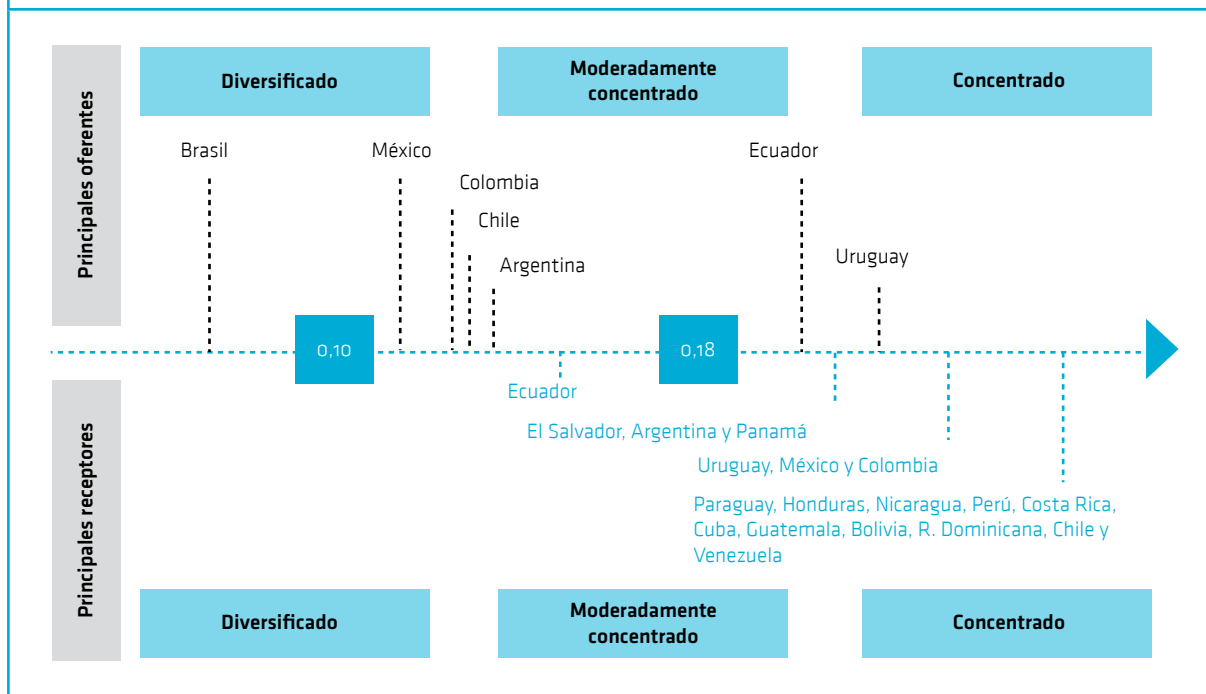 Principales oferentes
Diversificado
Moderadamente
concentrado
Concentrado
Brasil
México
Colombia
Chile
Argentina
Ecuador
Uruguay
0,10
0,18
Principales receptores
Ecuador
El Salvador, Argentina y Panamá
Uruguay, México y Colombia
Paraguay, Honduras, Nicaragua, Perú, Costa Rica,
Cuba, Guatemala, Bolivia, R. Dominicana, Chile y
Venezuela
Diversificado
Moderadamente
concentrado
Concentrado